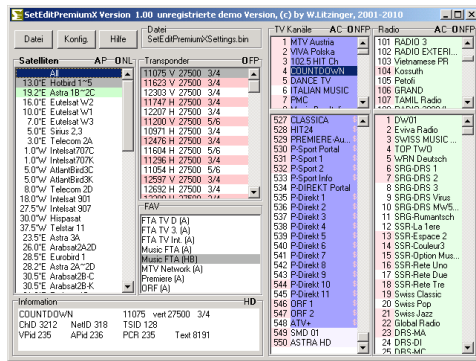 SetEditPremiumX Version 1.00 unregistrierte demo Version, (c) by W.Litzinger, 2001-2010
Datei
Konfig.
Hilfe
Datei
SetEditPremiumXSettings.bin
Satelliten AP ONL
All
13.0°E Hotbird 1~5
19.2°E Astra 1B~2C
16.0°E Eutelsat W2
10.0°E Eutelsat W1
7.0°E Eutelsat W3
5.0°E Sirius 2,3
3.0°E Telecom 2A
1.0°W Intelsat707C
1.0°W Intelsat707K
5.0°W AtlantBird3C
5.0°W AtlantBird3K
8.0°W Telecom 2D
18.0°W Intelsat 901
27.5°W Intelsat 907
30.0°W Hispasat
37.5°W Telstar 11
23.5°E Astra 3A
26.0°E Arabsat2A2D
28.5°E Eurobird 1
28.2°E Astra 2A~2D
30.5°E Arabsat2B-C
30.5°E Arabsat2B-K
Transponder OFP
11075 V 27500 3/4
11623 V 27500 3/4
12303 V 27500 3/4
11747 H 27500 3/4
12207 H 27500 3/4
11200 V 27500 5/6
10971 H 27500 3/4
12476 H 27500 3/4
11604 H 27500 5/6
11296 H 27500 3/4
11054 H 27500 5/6
12597 V 27500 3/4
12692 H 27500 3/4
FAV
FTA TV D (A)
FTA TV 3. (A)
FTA TV Int. (A)
Music FTA (A)
Music FTA (HB)
MTV Network (A)
Premiere (A)
ORF (A)
TV Kanäle AC ONFP
1 MTV Austria
2 VIVA Polska
3 102.5 HIT Ch
4 COUNTDOWN
5 DANCE TV
6 ITALIAN MUSIC
7 PMC
527 CLASSICA
528 HIT24
529 PREMIERE-Au...
530 P-Sport Portal
531 P-Sport 1
532 P-Sport 2
533 P-Sport Info
534 P-DIREKT Portal
535 P-Direkt 1
536 P-Direkt 2
537 P-Direkt 3
538 P-Direkt 4
539 P-Direkt 5
540 P-Direkt 6
541 P-Direkt 7
542 P-Direkt 8
543 P-Direkt 9
544 P-Direkt 10
545 P-Direkt 11
546 ORF 1
547 ORF 2
548 ATV+
549 SMD 01
550 ASTRA HD
Radio AC ONFP
101 RADIO 3
102 RADIO EXTERI...
103 Vietnamese PR
104 Kossuth
105 Petofi
106 GRAND
107 TAMIL Radio
1 DW01
2 Eviva Radio
3 SWISS MUSIC ...
4 TOP TWO
5 WRN Deutsch
6 SRG-DRS 1
7 SRG-DRS 2
8 SRG-DRS 3
9 SRG-DRS Virus
10 SRG-DRS MW5...
11 SR-Rumantsch
12 SSR-La 1ere
13 SSR-Espace 2
14 SSR-Couleur3
15 SSR-Option Mus...
16 SSR-Rete Uno
17 SSR-Rete Due
18 SSR-Rete Tre
19 Swiss Classic
20 Swiss Pop
21 Swiss Jazz
22 Global Radio
23 DRS-MA
24 DRS-DI
25 DRS-MC
Information HD
COUNTDOWN 11075 vert 27500 3/4
ChID 3212 NetID 318 TSID 128
VPid 235 APid 236 PCR 235 Text 8191